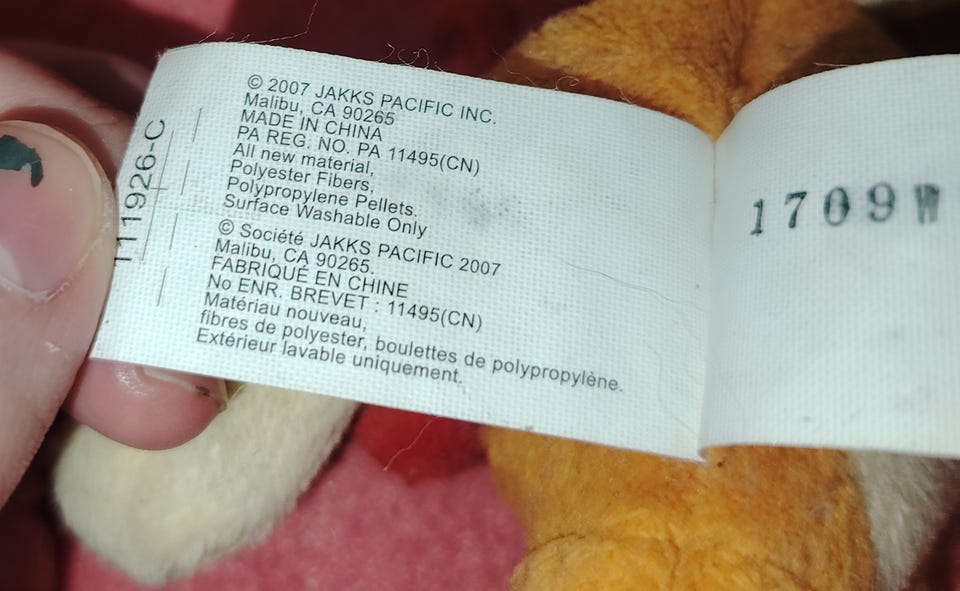 © 2007 JAKKS PACIFIC INC.
Malibu, CA 90265
MADE IN CHINA
PA REG. NO. PA 11495(CN)
All new material,
Polyester Fibers,
Polypropylene Pellets.
Surface Washable Only
© Société JAKKS PACIFIC 2007
Malibu, CA 90265.
FABRIQUÉ EN CHINE
No ENR. BREVET : 11495(CN)
Matériau nouveau,
fibres de polyester, boulettes de polypropylène.
Extérieur lavable uniquement.
111926-C
1709W